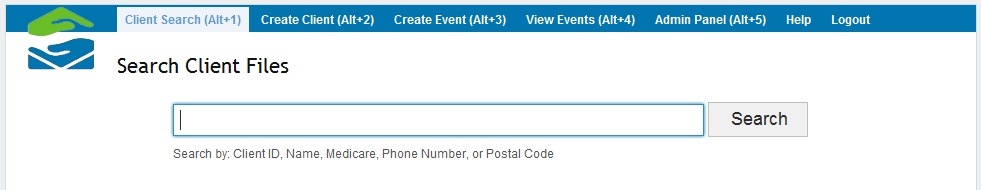 Client Search (Alt+1) Create Client (Alt+2) Create Event (Alt+3) View Events (Alt+4) Admin Panel (Alt+5) Help Logout
Search Client Files
Search
Search by: Client ID, Name, Medicare, Phone Number, or Postal Code